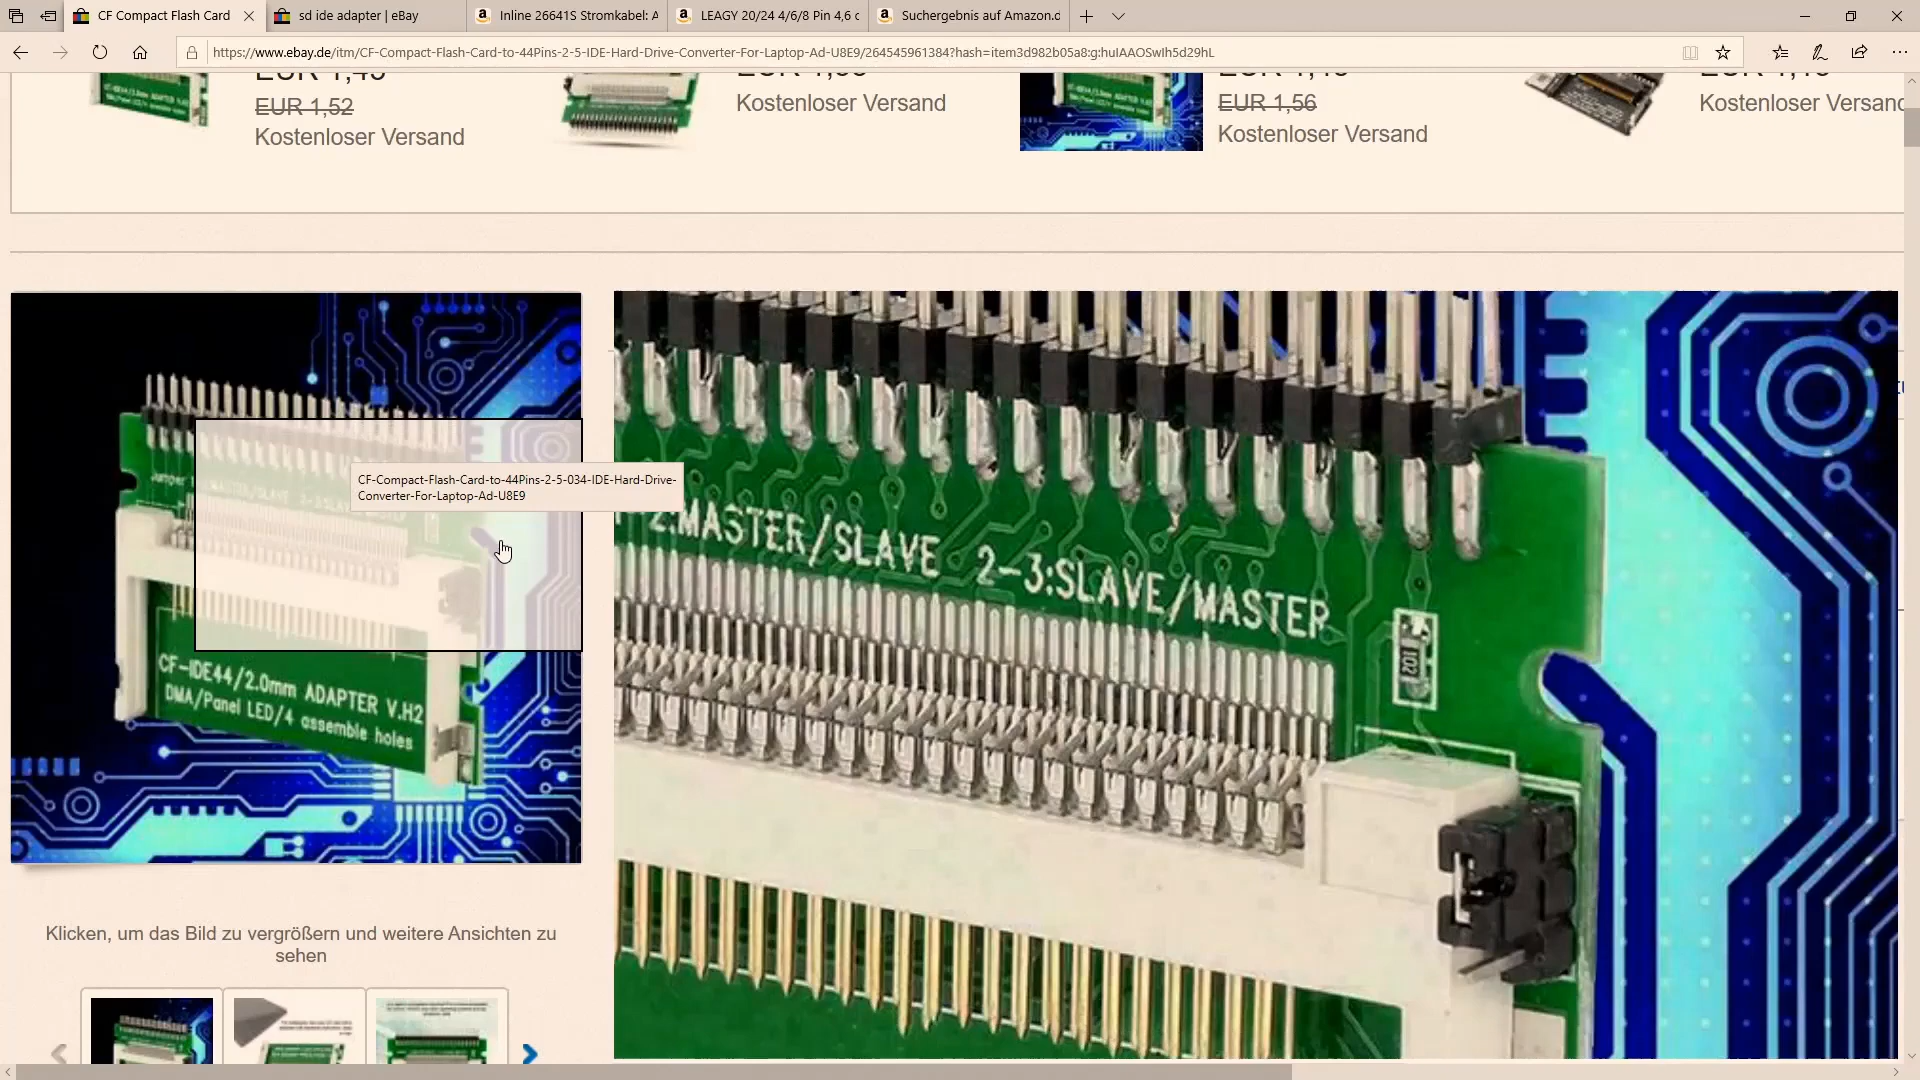 CF Compact Flash Card
sd ide adapter | eBay
Inline 26641S Stromkabel: A
LEAGY 20/24 4/6/8 Pin 4,6 c
Suchergebnis auf Amazon.d
https://www.ebay.de/itm/CF-Compact-Flash-Card-to-44Pins-2-5-IDE-Hard-Drive-Converter-For-Laptop-Ad-U8E9/264545961384?hash=item3d982b05a8:g:huIAAOSwIh5d29hL
EUR 1,52
Kostenloser Versand
Kostenloser Versand
EUR 1,56
Kostenloser Versand
Kostenloser Versand
CF-Compact-Flash-Card-to-44Pins-2-5-034-IDE-Hard-Drive-
Converter-For-Laptop-Ad-U8E9
Jumper
CF-IDE44/2.0mm ADAPTER V.H2
DMA/Panel LED/4 assemble holes
2:MASTER/SLAVE 2-3:SLAVE/MASTER
101
Klicken, um das Bild zu vergrößern und weitere Ansichten zu
sehen